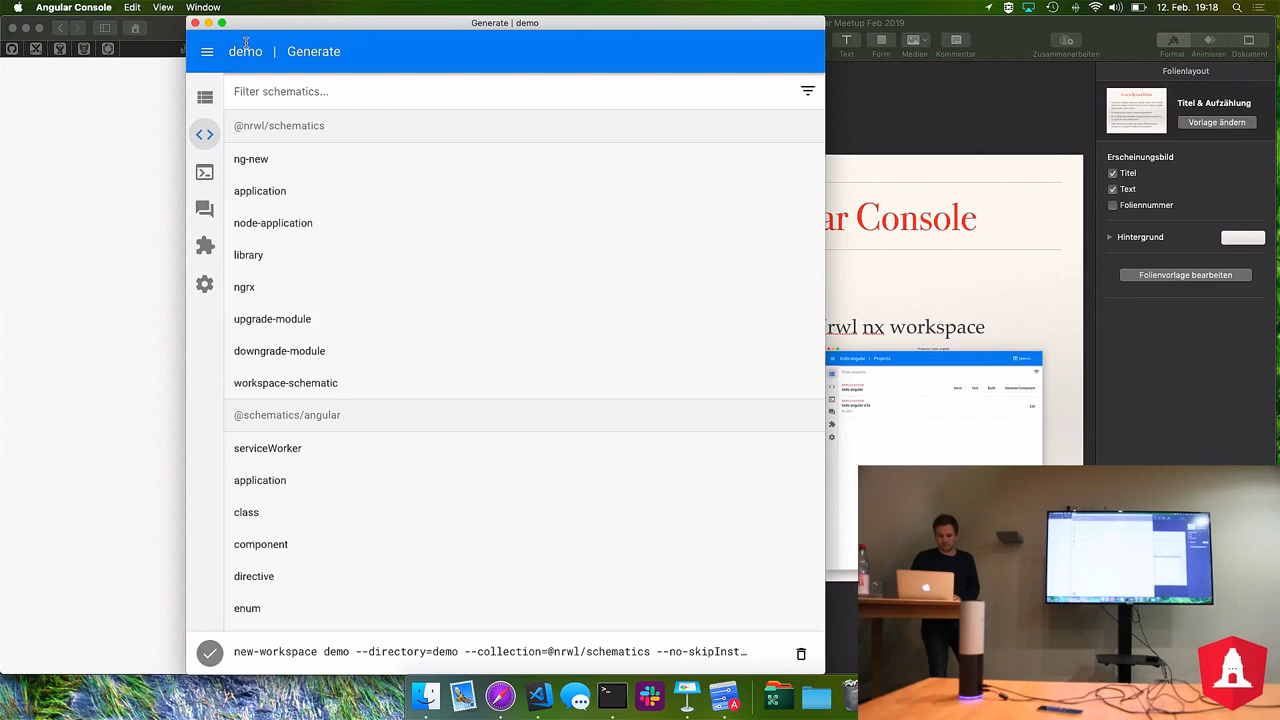 Angular Console Edit View Window
12. Feb. 19:18
Generate | demo
ar Meetup Feb 2019
demo | Generate
Text Form Medien Kommentar Zusammenarbeiten Format Animieren Dokument
Folienlayout
Filter schematics...
Titel & Aufzählung
Vorlage ändern
@nrwl/schematics
ng-new
Erscheinungsbild
Titel
application
Text
Foliennummer
node-application
ar Console
Hintergrund
library
Folienvorlage bearbeiten
ngrx
upgrade-module
rwl nx workspace
downgrade-module
todo-angular | Projects
workspace-schematic
@schematics/angular
serviceWorker
application
class
component
directive
enum
new-workspace demo --directory=demo --collection=@nrwl/schematics --no-skipInst…